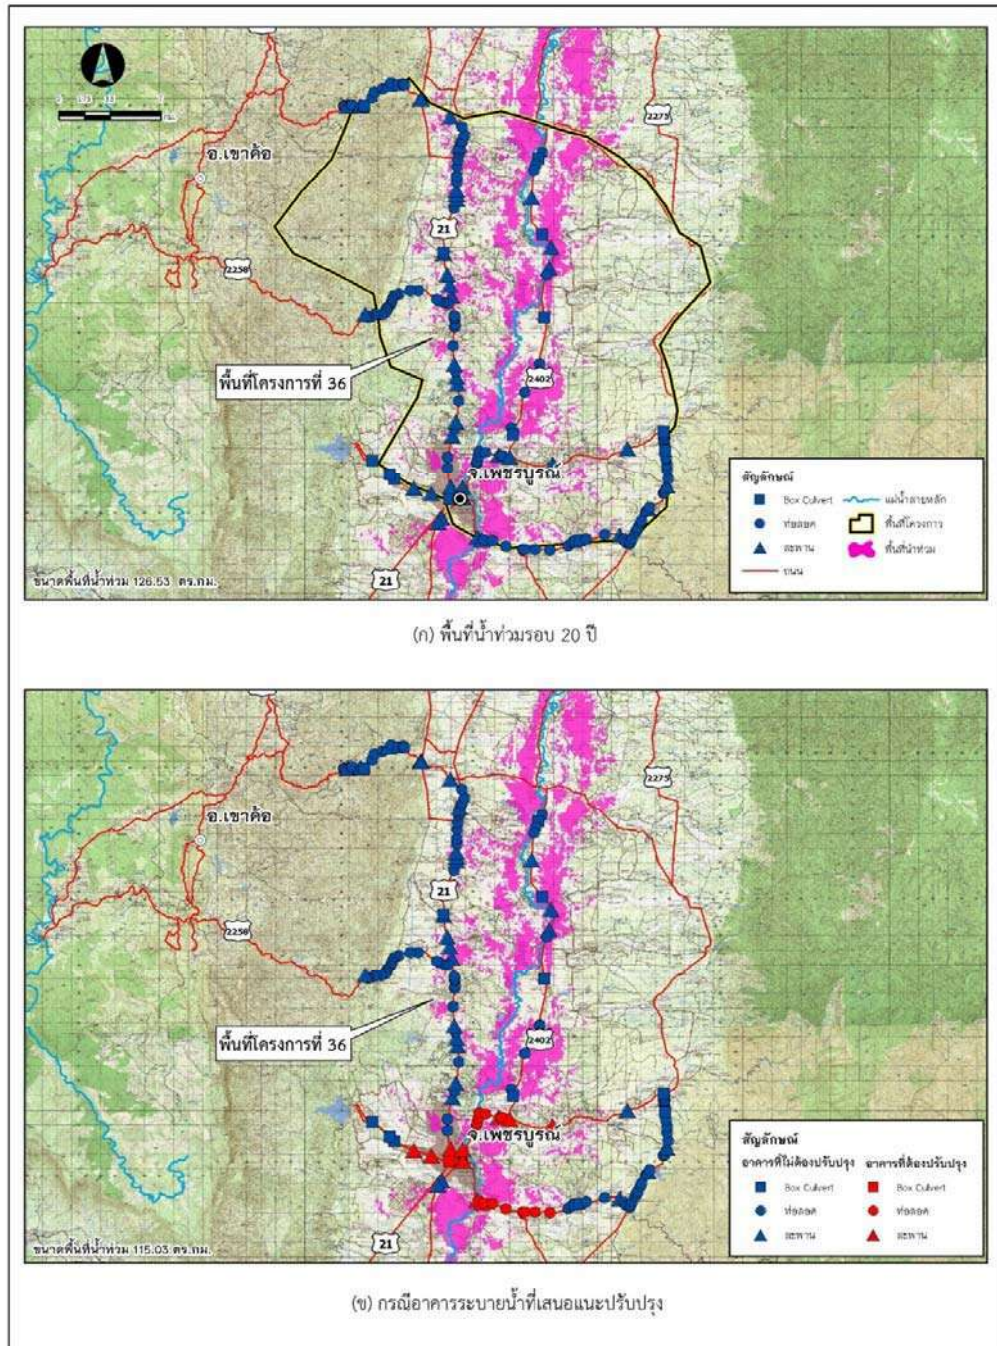 อ.เขาค้อ
2275
21
2258
พื้นที่โครงการที่ 36
2402
จ.เพชรบูรณ์
21
ขนาดพื้นที่น้ำท่วม 126.53 ตร.กม.
สัญลักษณ์
Box Culvert
แม่น้ำสายหลัก
ท่อลอด
พื้นที่โครงการ
สะพาน
พื้นที่น้ำท่วม
ถนน
(ก) พื้นที่น้ำท่วมรอบ 20 ปี
2275
อ.เขาค้อ
21
2258
พื้นที่โครงการที่ 36
2402
จ.เพชรบูรณ์
21
ขนาดพื้นที่น้ำท่วม 115.03 ตร.กม.
สัญลักษณ์
อาคารที่ไม่ต้องปรับปรุง อาคารที่ต้องปรับปรุง
Box Culvert Box Culvert
ท่อลอด ท่อลอด
สะพาน สะพาน
(ข) กรณีอาคารระบายน้ำที่เสนอแนะปรับปรุง